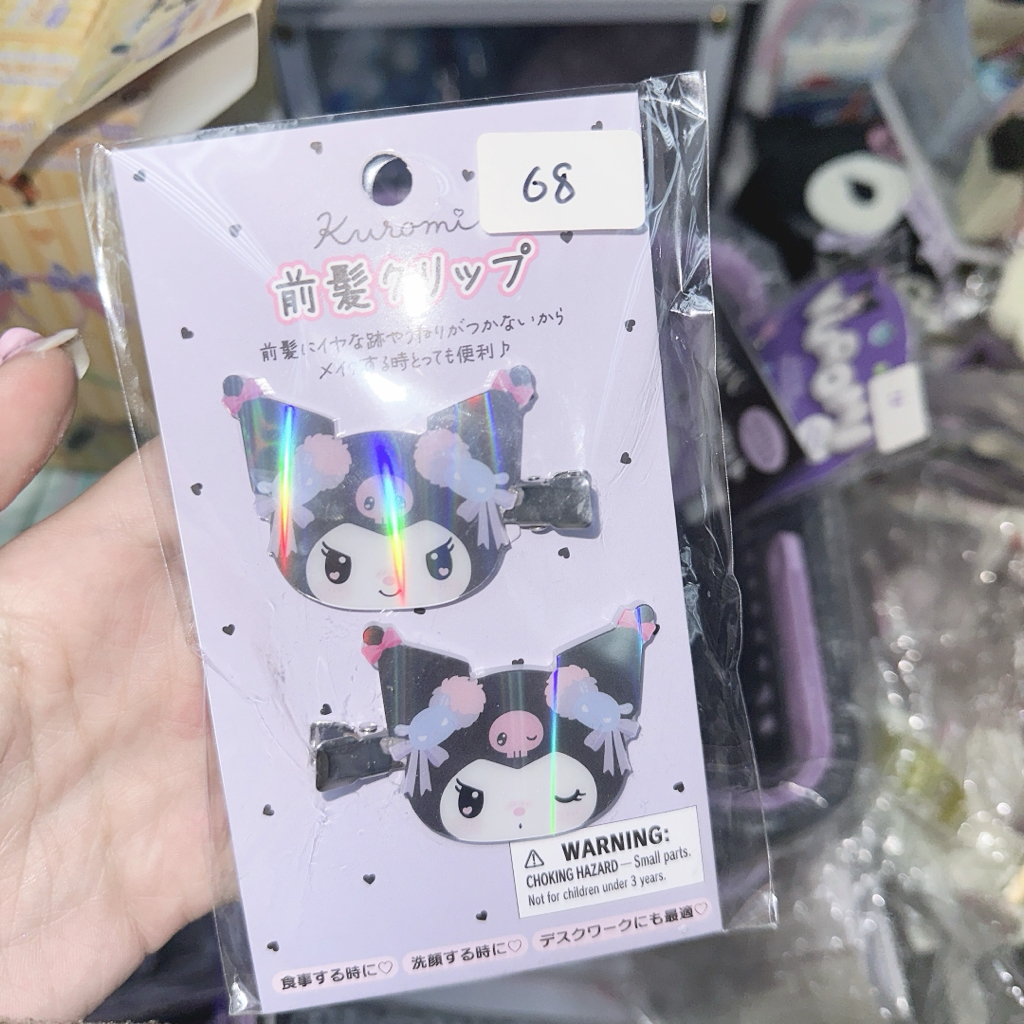 68
Kuromi
前髪クリップ
前髪にイヤな跡やうねりがつかないから
メイクする時とっても便利♪
WARNING:
CHOKING HAZARD — Small parts.
Not for children under 3 years.
食事する時に♡ 洗顔する時に♡ デスクワークにも最適♡